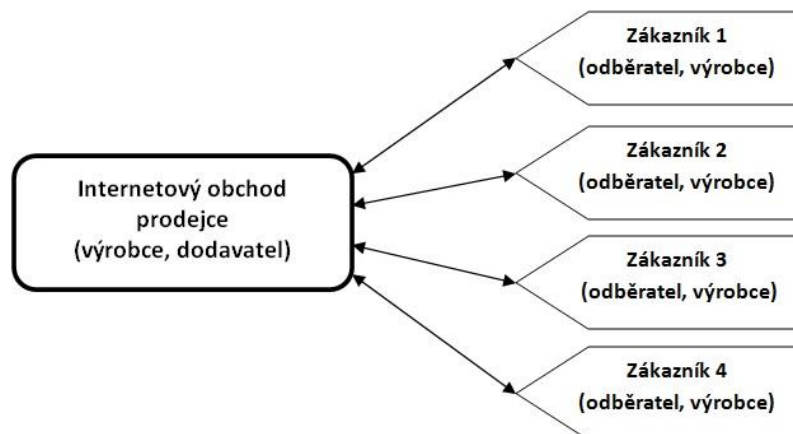 Zákazník 1
(odběratel, výrobce)
Zákazník 2
(odběratel, výrobce)
Internetový obchod
prodejce
(výrobce, dodavatel)
Zákazník 3
(odběratel, výrobce)
Zákazník 4
(odběratel, výrobce)